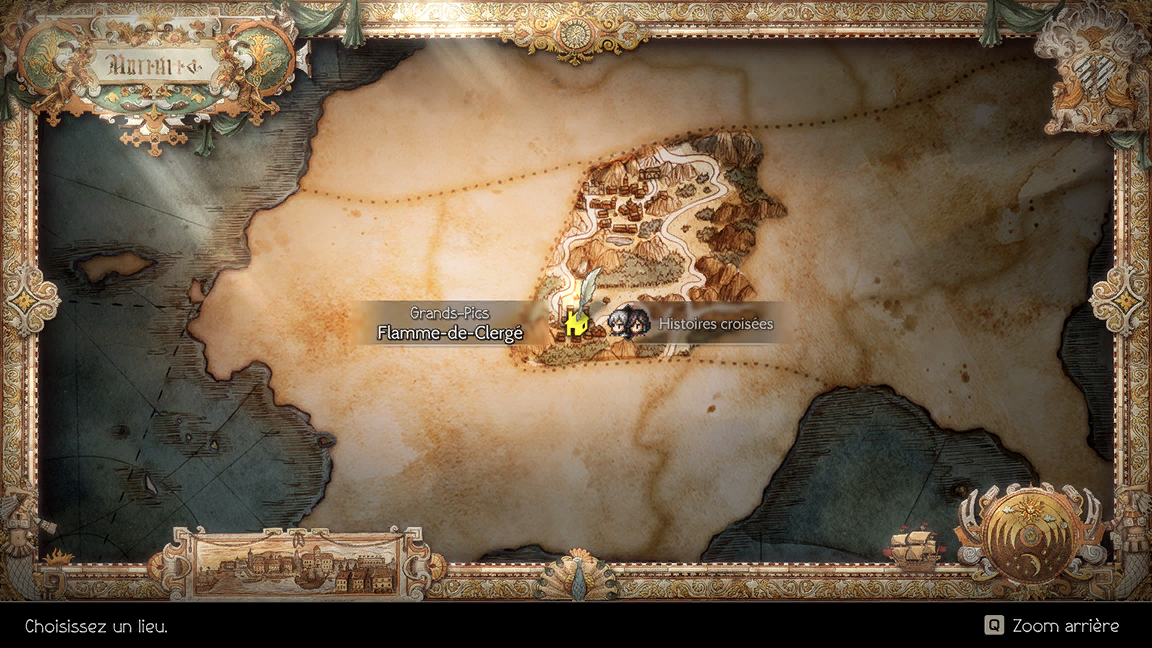 Grands-Pics
Flamme-de-Clergé
Histoires croisées
Choisissez un lieu.
Q Zoom arrière